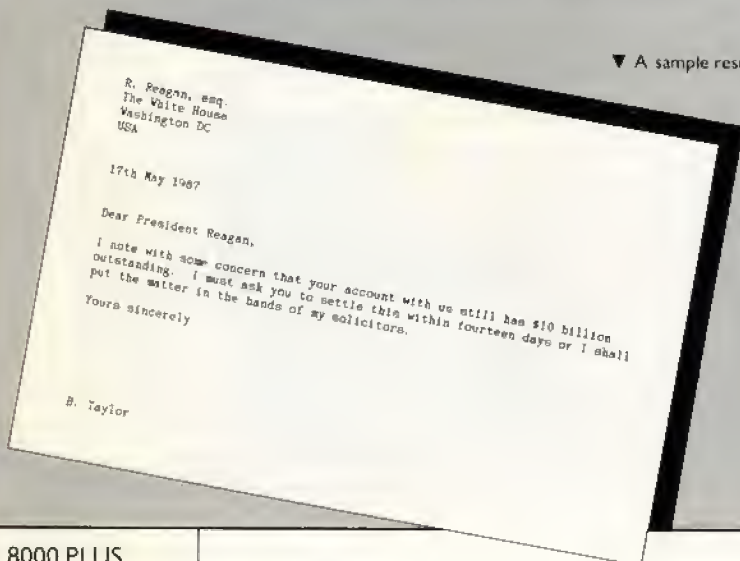 ▼ A sample res
R. Reagan, esq.
The White House
Washington DC
USA
17th May 1987
Dear President Reagan,
I note with some concern that your account with us still has $10 billion
outstanding. I must ask you to settle this within fourteen days or I shall
put the matter in the hands of my solicitors.
Yours sincerely
B. Taylor
8000 PLUS